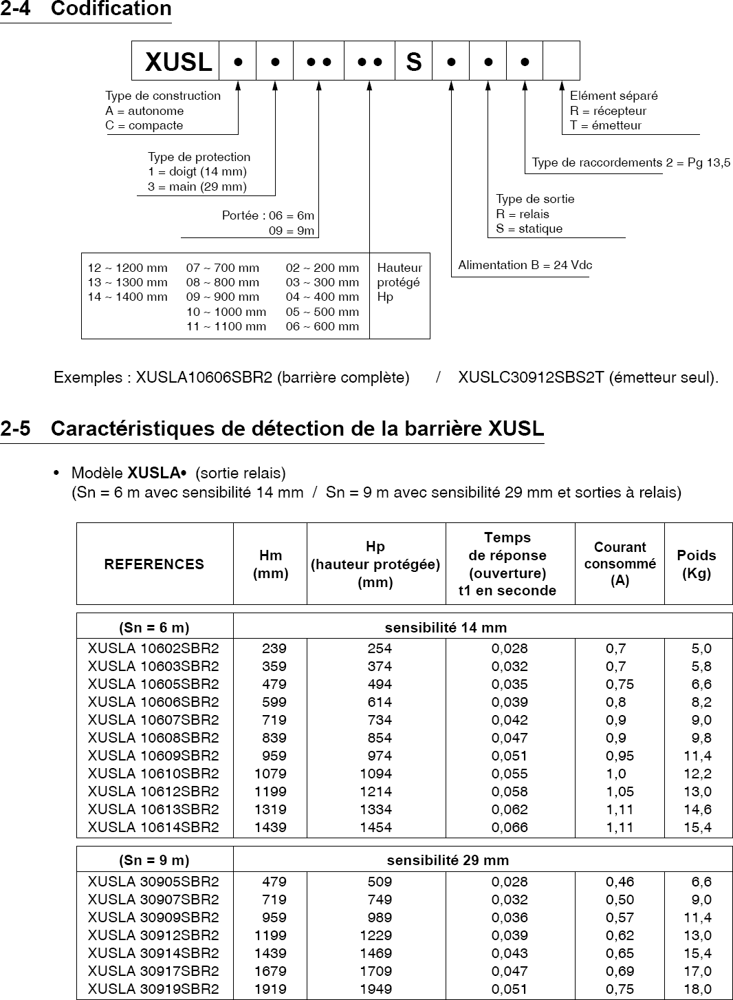 2-4 Codification
XUSL • • •• •• S • • •
Type de construction
A = autonome
C = compacte
Elément séparé
R = récepteur
T = émetteur
Type de protection
1 = doigt (14 mm)
3 = main (29 mm)
Type de raccordements 2 = Pg 13,5
Portée : 06 = 6m
09 = 9m
Type de sortie
R = relais
S = statique
Alimentation B = 24 Vdc
12 ~ 1200 mm 07 ~ 700 mm 02 ~ 200 mm Hauteur
13 ~ 1300 mm 08 ~ 800 mm 03 ~ 300 mm protégé
14 ~ 1400 mm 09 ~ 900 mm 04 ~ 400 mm Hp
10 ~ 1000 mm 05 ~ 500 mm
11 ~ 1100 mm 06 ~ 600 mm
Exemples : XUSLA10606SBR2 (barrière complète) / XUSLC30912SBS2T (émetteur seul).
2-5 Caractéristiques de détection de la barrière XUSL
• Modèle XUSLA• (sortie relais)
(Sn = 6 m avec sensibilité 14 mm / Sn = 9 m avec sensibilité 29 mm et sorties à relais)
REFERENCES
Hm
(mm)
Hp
(hauteur protégée)
(mm)
Temps
de réponse
(ouverture)
t1 en seconde
Courant
consommé
(A)
Poids
(Kg)
(Sn = 6 m) sensibilité 14 mm
XUSLA 10602SBR2 239 254 0,028 0,7 5,0
XUSLA 10603SBR2 359 374 0,032 0,7 5,8
XUSLA 10605SBR2 479 494 0,035 0,75 6,6
XUSLA 10606SBR2 599 614 0,039 0,8 8,2
XUSLA 10607SBR2 719 734 0,042 0,9 9,0
XUSLA 10608SBR2 839 854 0,047 0,9 9,8
XUSLA 10609SBR2 959 974 0,051 0,95 11,4
XUSLA 10610SBR2 1079 1094 0,055 1,0 12,2
XUSLA 10612SBR2 1199 1214 0,058 1,05 13,0
XUSLA 10613SBR2 1319 1334 0,062 1,11 14,6
XUSLA 10614SBR2 1439 1454 0,066 1,11 15,4
(Sn = 9 m) sensibilité 29 mm
XUSLA 30905SBR2 479 509 0,028 0,46 6,6
XUSLA 30907SBR2 719 749 0,032 0,50 9,0
XUSLA 30909SBR2 959 989 0,036 0,57 11,4
XUSLA 30912SBR2 1199 1229 0,039 0,62 13,0
XUSLA 30914SBR2 1439 1469 0,043 0,65 15,4
XUSLA 30917SBR2 1679 1709 0,047 0,69 17,0
XUSLA 30919SBR2 1919 1949 0,051 0,75 18,0